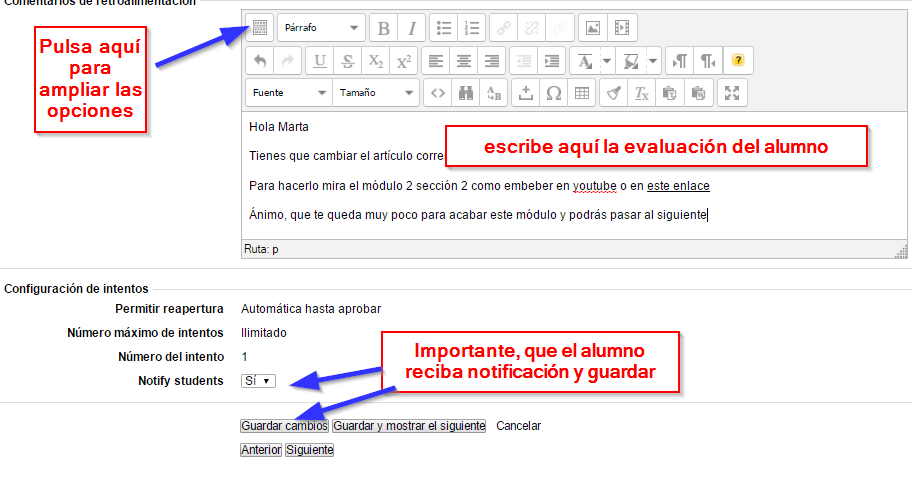 Comentarios de retroalimentación
Pulsa aquí
para
ampliar las
opciones
Párrafo
Fuente
Tamaño
Hola Marta
Tienes que cambiar el artículo
escribe aquí la evaluación del alumno
Para hacerlo mira el módulo 2 sección 2 como embeber en youtube o en este enlace
Ánimo, que te queda muy poco para acabar este módulo y podrás pasar al siguiente
Ruta: p
Configuración de intentos
Permitir reapertura Automática hasta aprobar
Número máximo de intentos Ilimitado
Número del intento 1
Notify students Sí
Importante, que el alumno
reciba notificación y guardar
Guardar cambios Guardar y mostrar el siguiente Cancelar
Anterior Siguiente